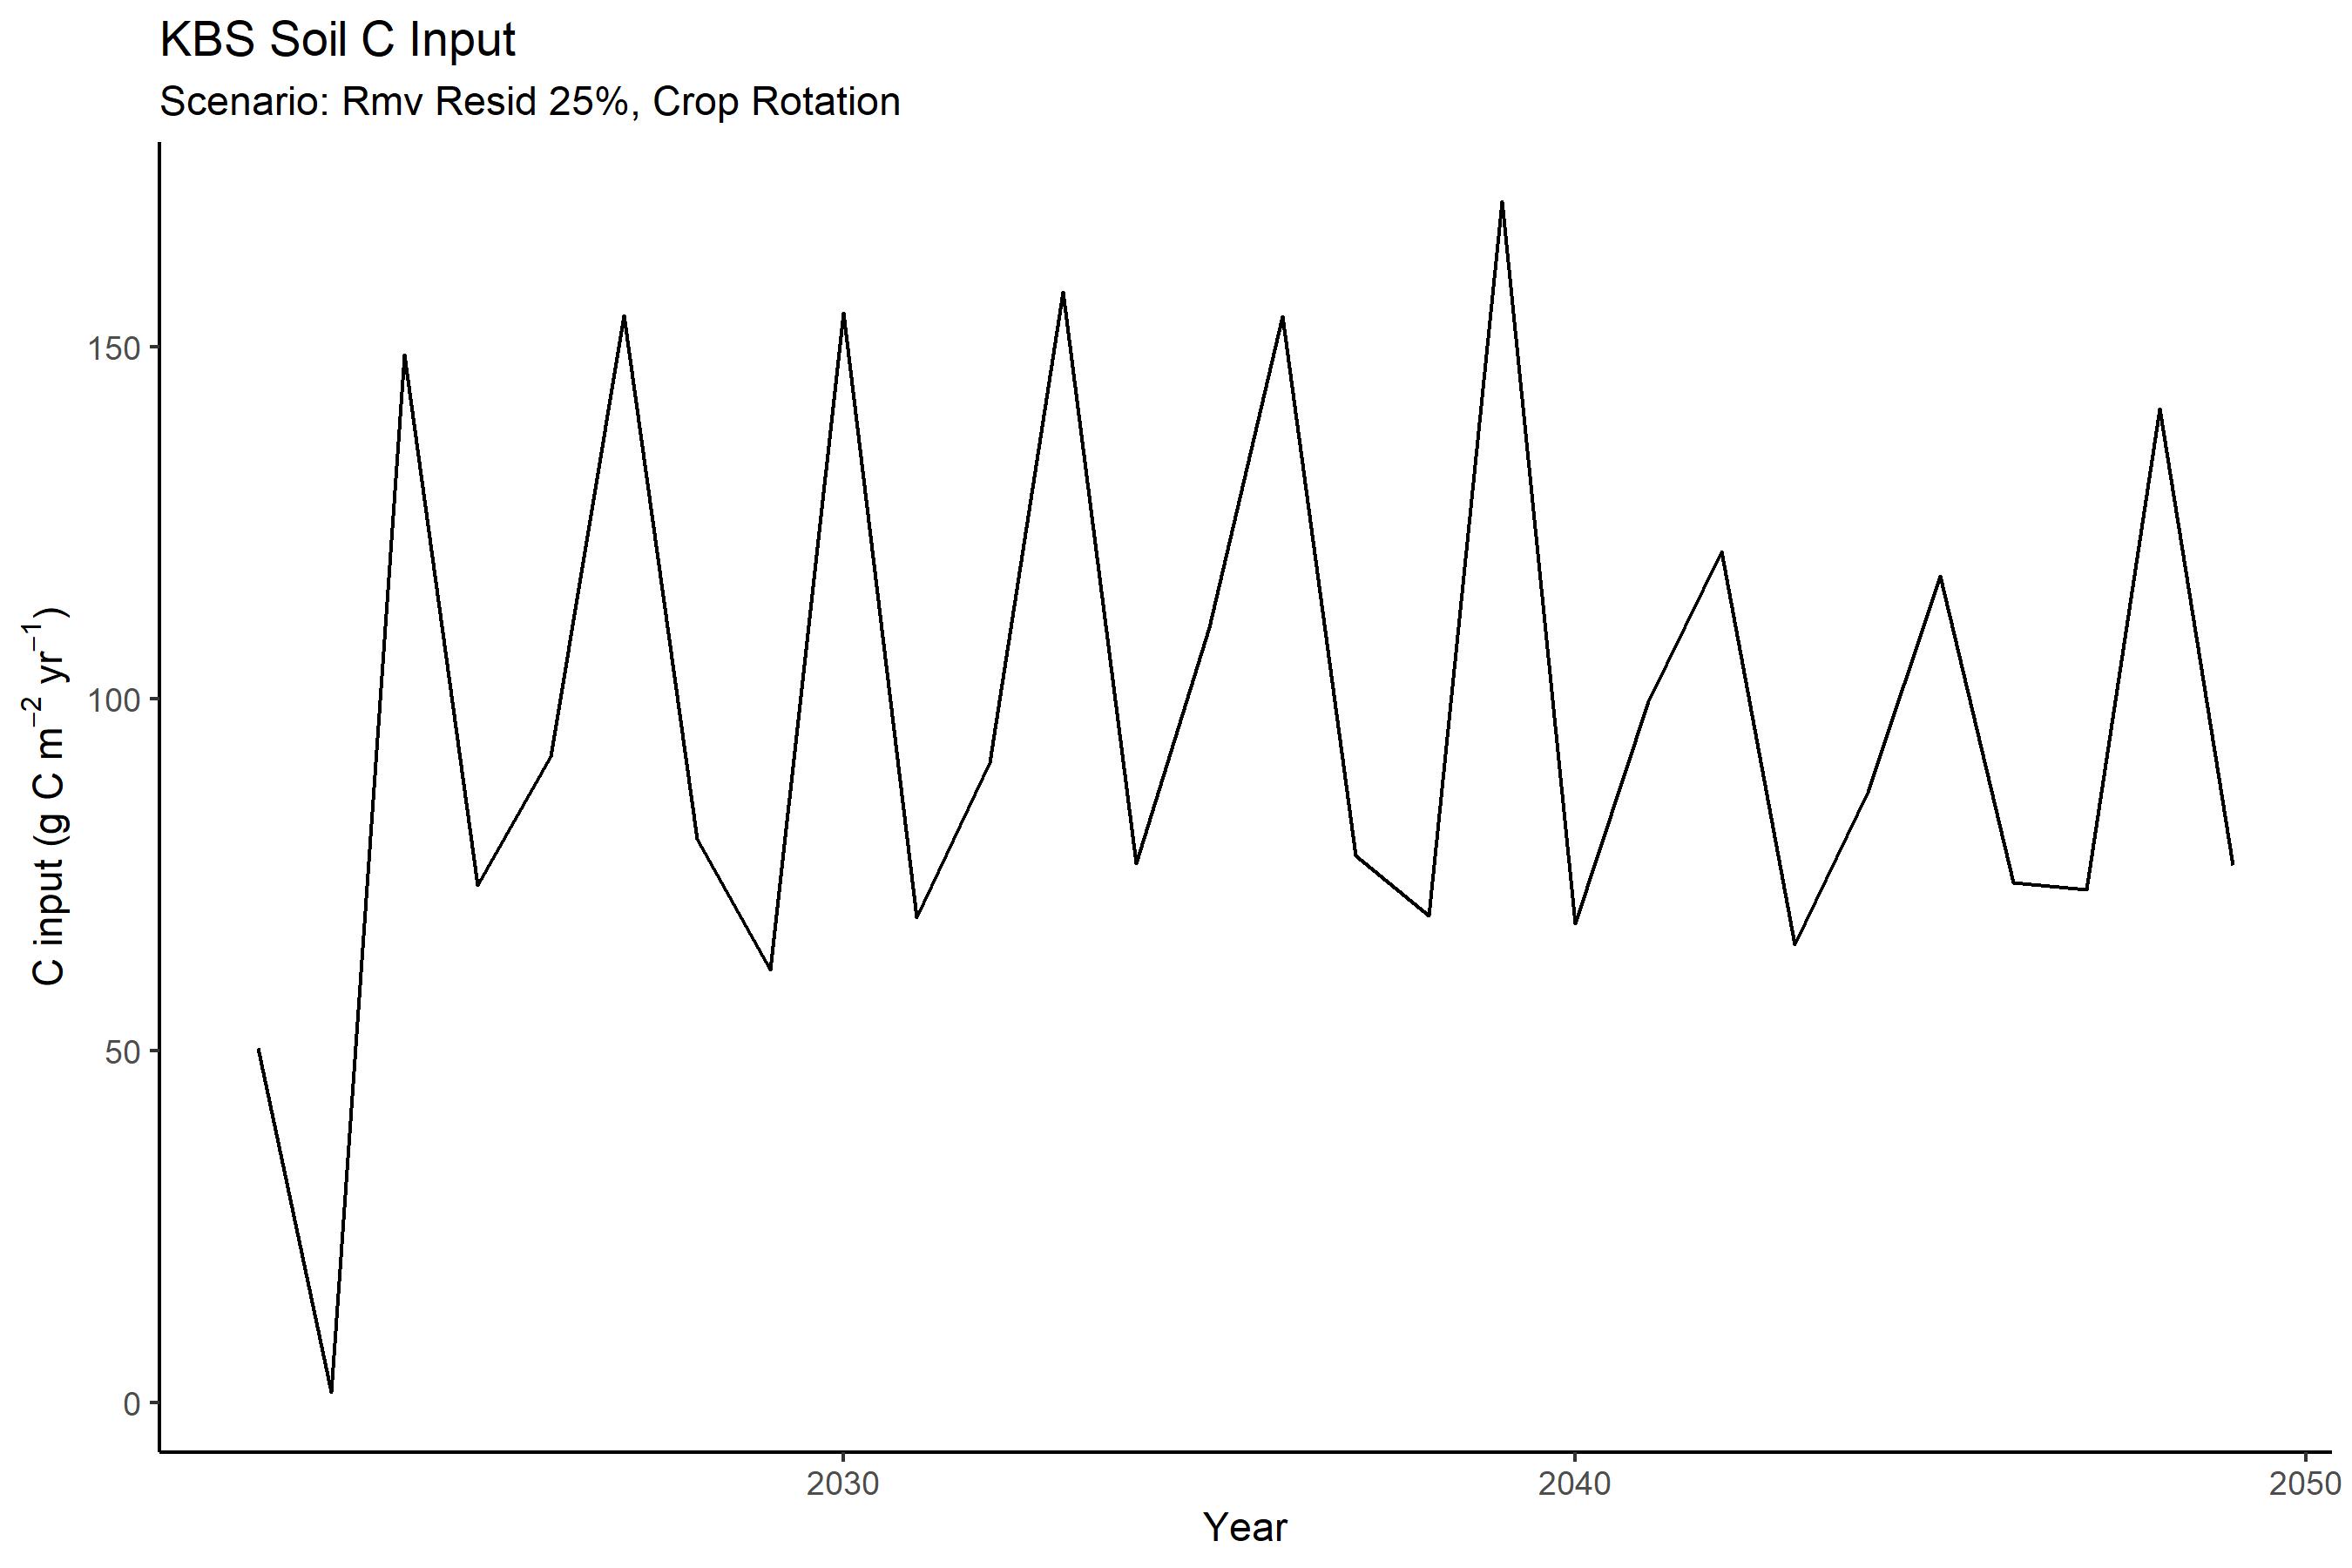 KBS Soil C Input
Scenario: Rmv Resid 25%, Crop Rotation
C input (g C m⁻² yr⁻¹)
150
100
50
0
2030 2040 2050
Year